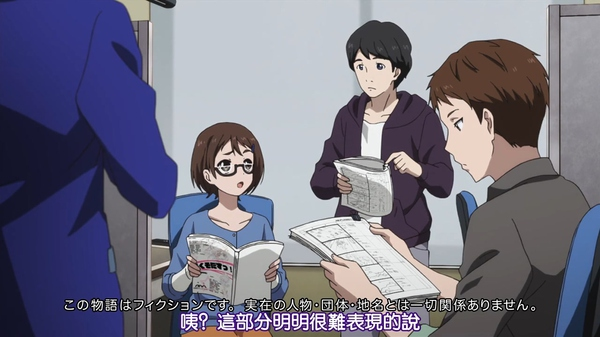 この物語はフィクションです。実在の人物・団体・地名とは一切関係ありません。
咦？這部分明明很難表現的說